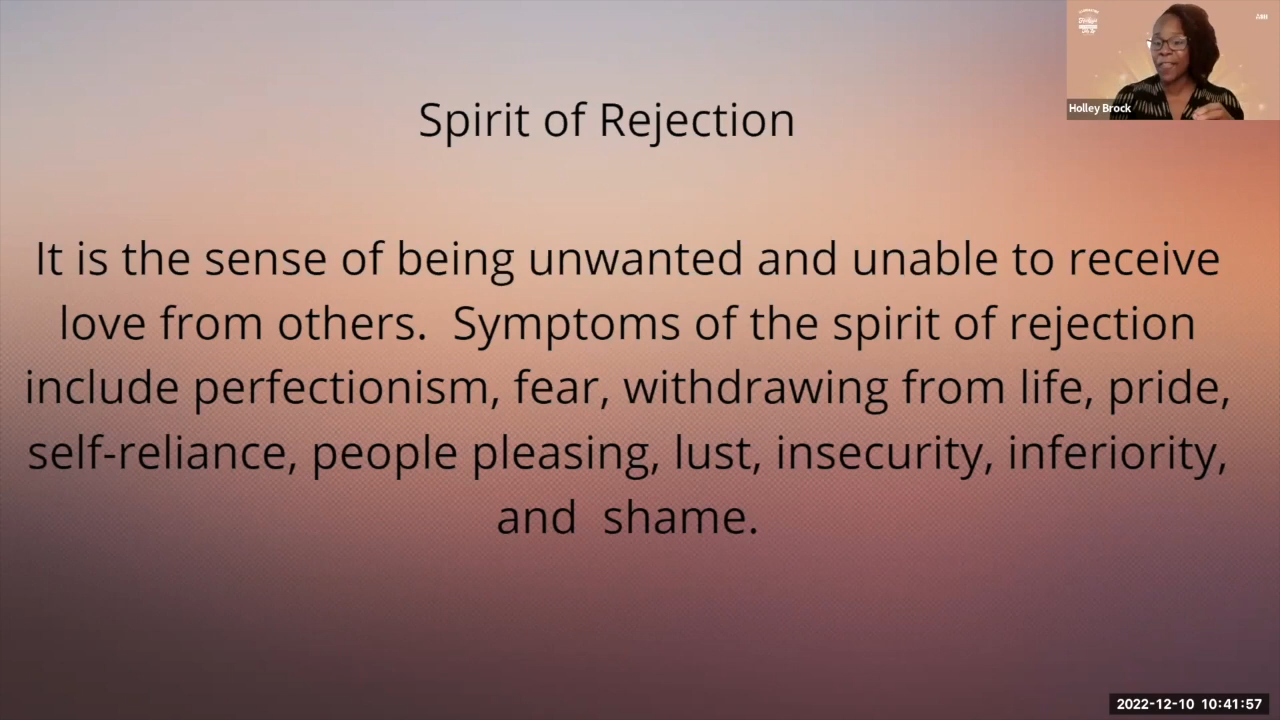 Spirit of Rejection
It is the sense of being unwanted and unable to receive
love from others.  Symptoms of the spirit of rejection
include perfectionism, fear, withdrawing from life, pride,
self-reliance, people pleasing, lust, insecurity, inferiority,
and  shame.
Holley Brock
2022-12-10 10:41:57